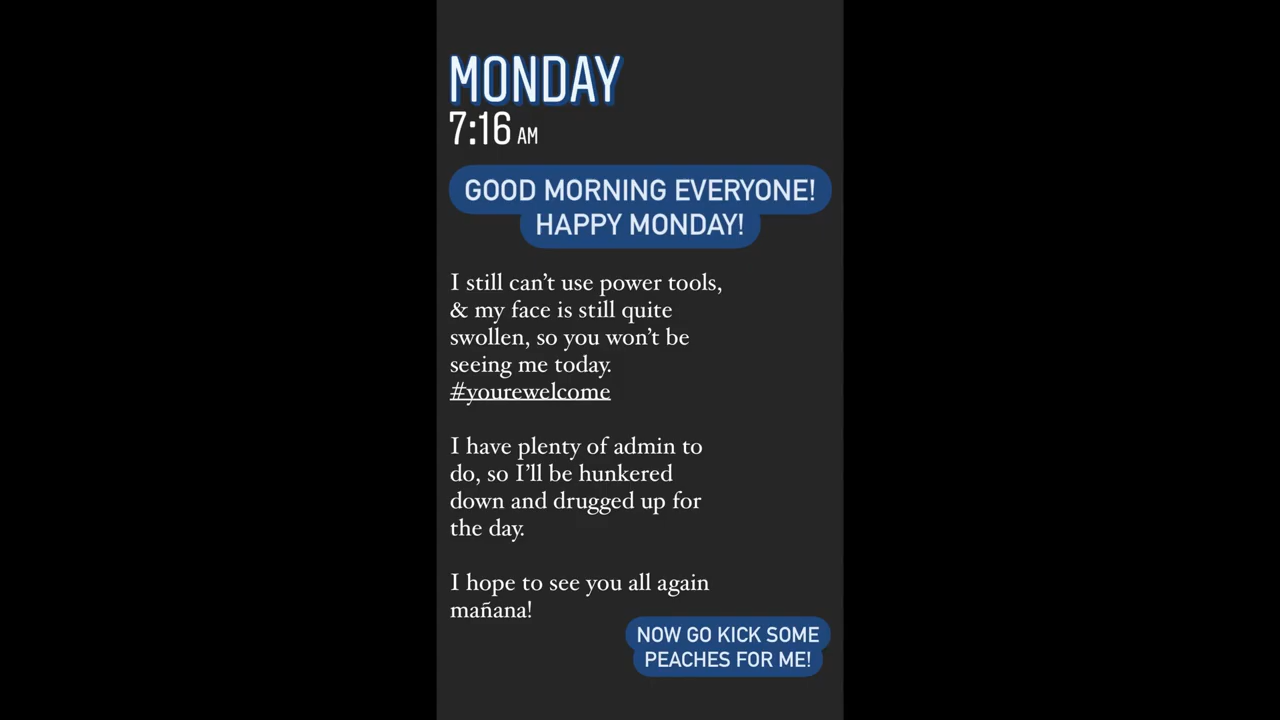 MONDAY
7:16 AM
GOOD MORNING EVERYONE!
HAPPY MONDAY!
I still can’t use power tools,
& my face is still quite
swollen, so you won’t be
seeing me today.
#yourewelcome
I have plenty of admin to
do, so I’ll be hunkered
down and drugged up for
the day.
I hope to see you all again
mañana!
NOW GO KICK SOME
PEACHES FOR ME!